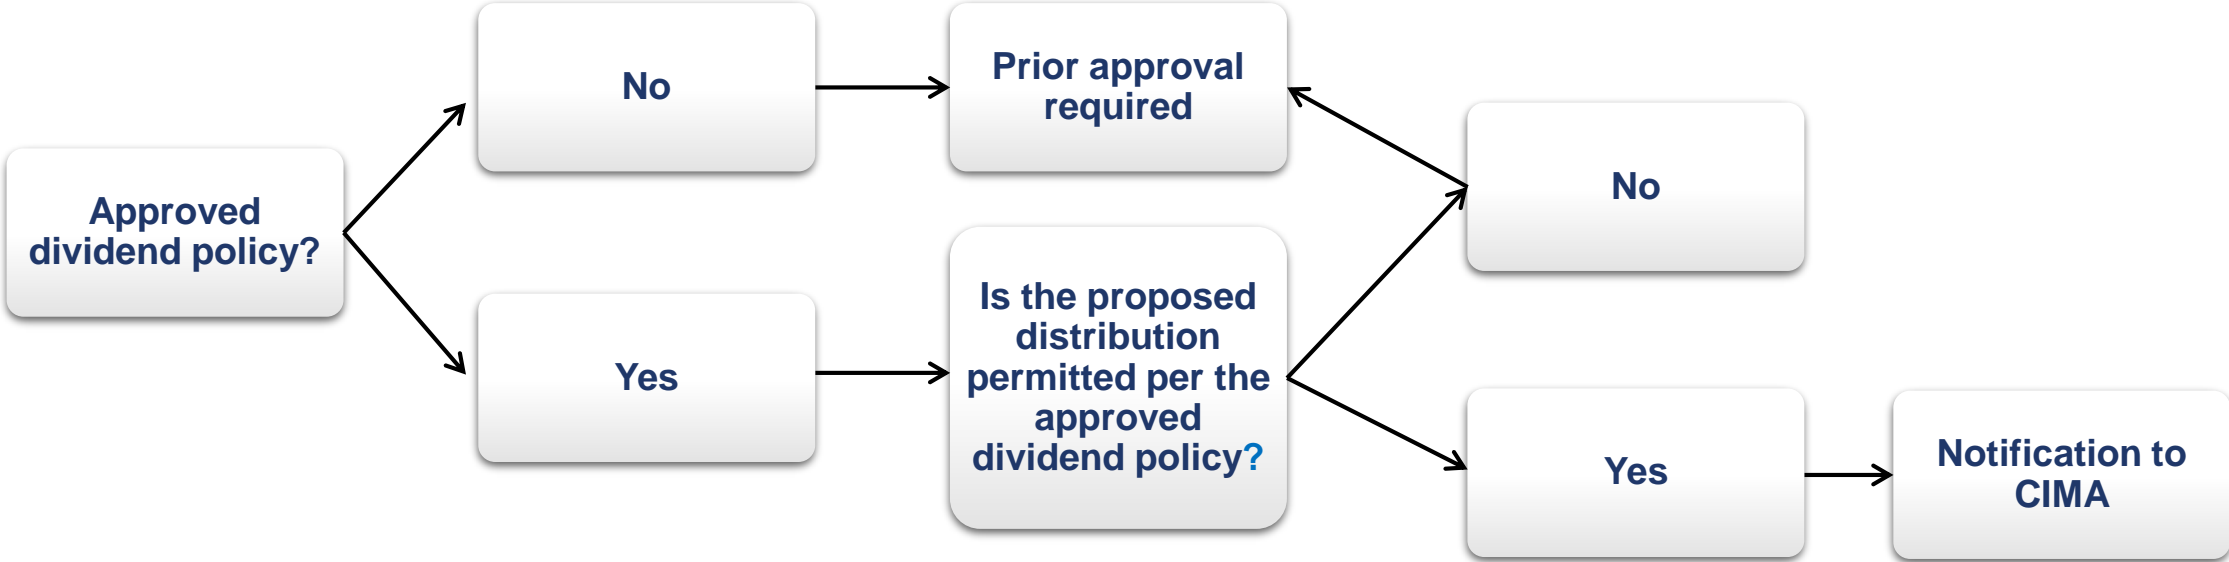 Approved
dividend policy?
No
Prior approval
required
Yes
Is the proposed
distribution
permitted per the
approved
dividend policy?
No
Yes
Notification to
CIMA